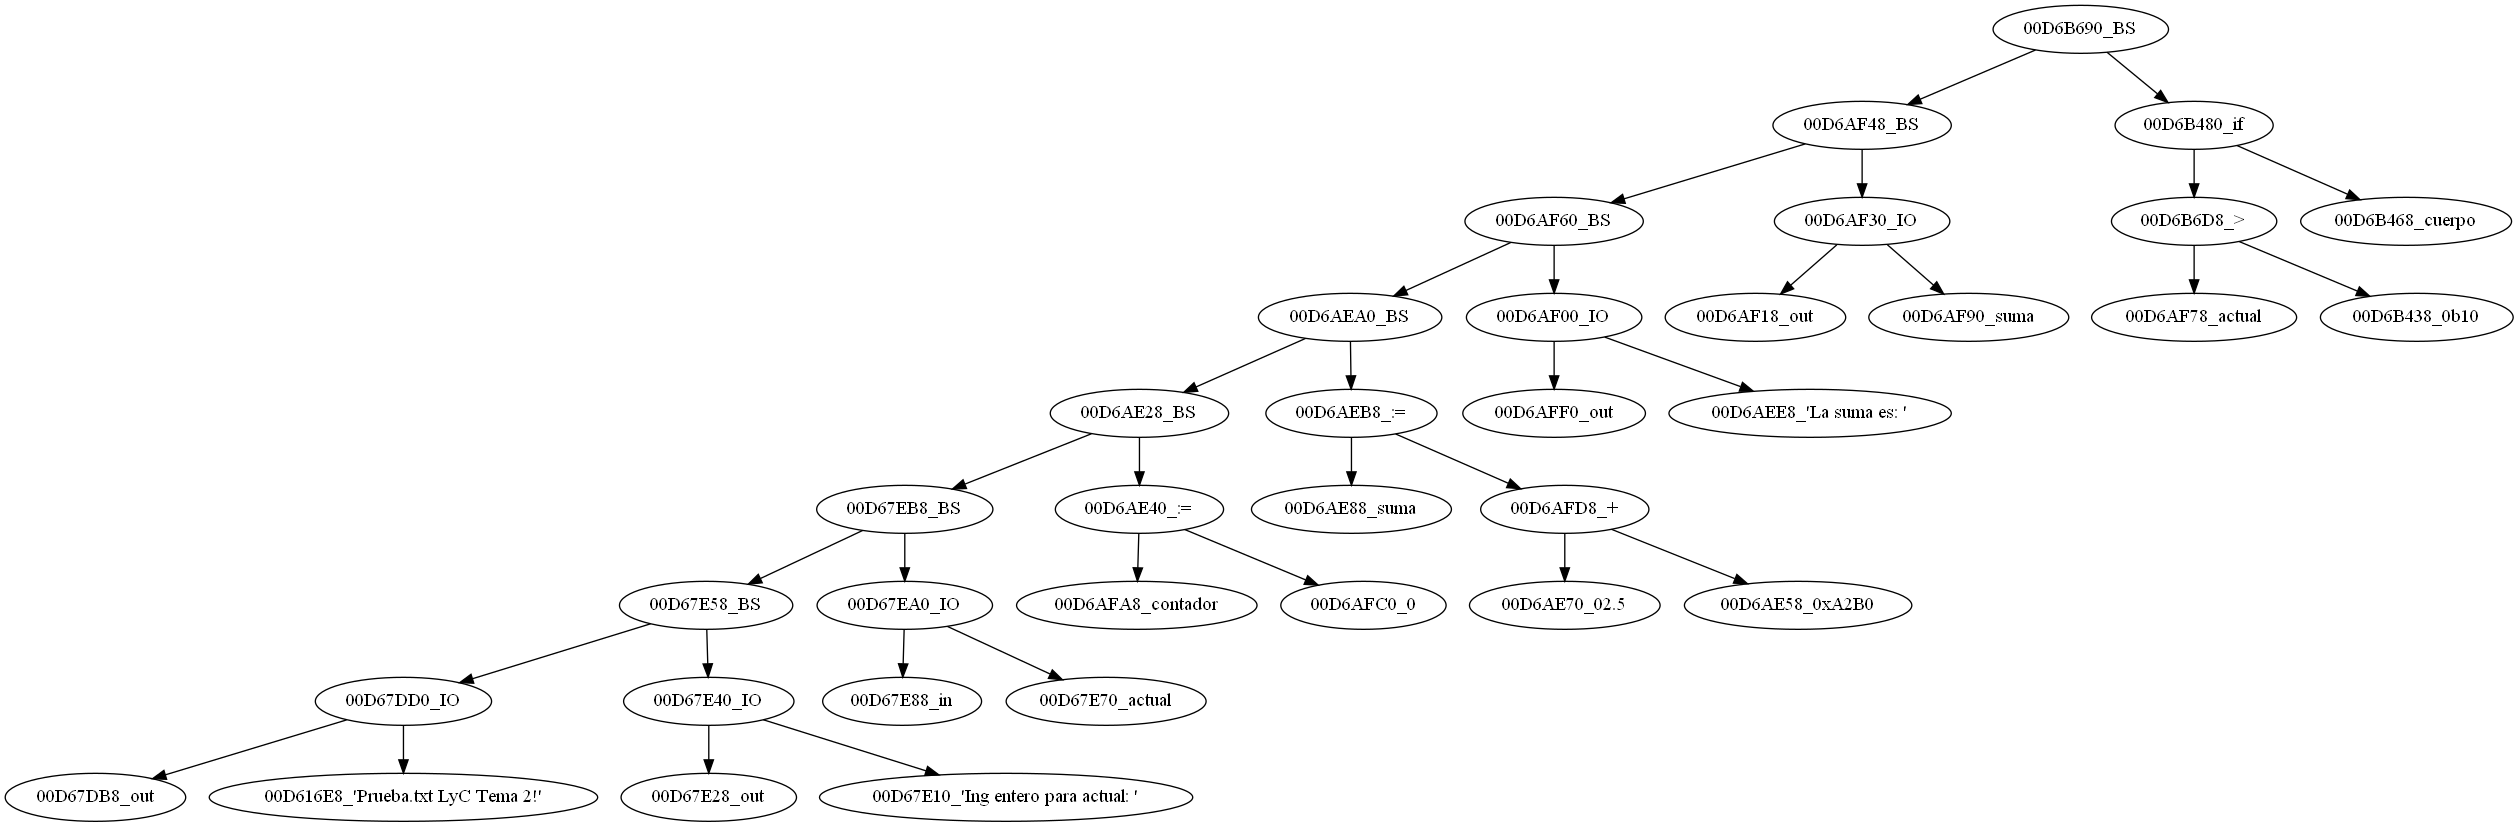 00D6B690_BS
00D6AF48_BS
00D6B480_if
00D6AF60_BS
00D6AF30_IO
00D6B6D8_>
00D6B468_cuerpo
00D6AEA0_BS
00D6AF00_IO
00D6AF18_out
00D6AF90_suma
00D6AF78_actual
00D6B438_0b10
00D6AE28_BS
00D6AEB8_:=
00D6AFF0_out
00D6AEE8_'La suma es: '
00D67EB8_BS
00D6AE40_:=
00D6AE88_suma
00D6AFD8_+
00D67E58_BS
00D67EA0_IO
00D6AFA8_contador
00D6AFC0_0
00D6AE70_02.5
00D6AE58_0xA2B0
00D67DD0_IO
00D67E40_IO
00D67E88_in
00D67E70_actual
00D67DB8_out
00D616E8_'Prueba.txt LyC Tema 2!'
00D67E28_out
00D67E10_'Ing entero para actual: '